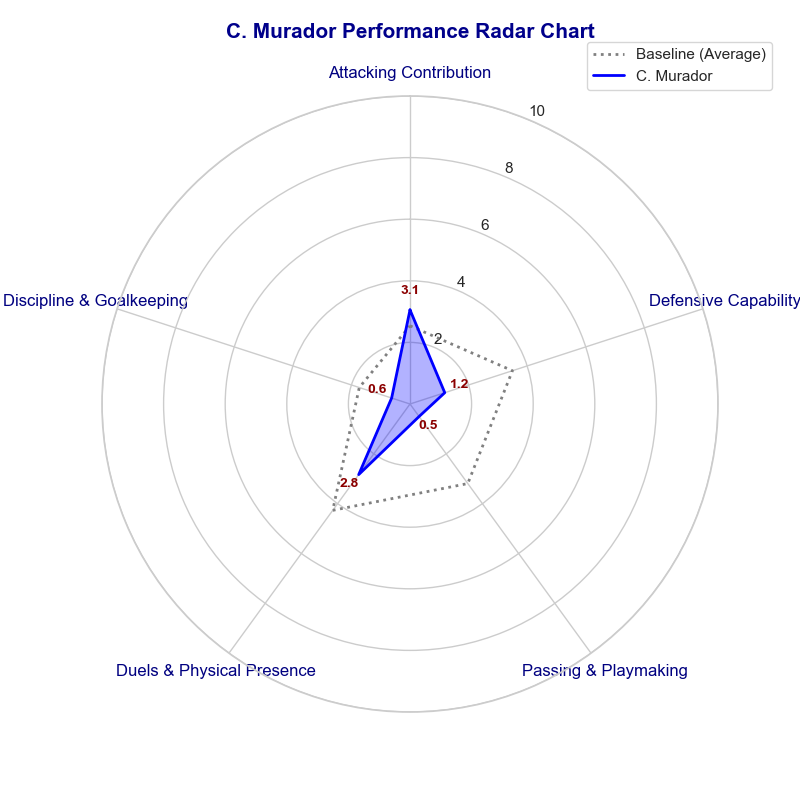 C. Murador Performance Radar Chart
Baseline (Average)
C. Murador
Attacking Contribution
10
8
6
4
2
3.1
Discipline & Goalkeeping
Defensive Capability
0.6
1.2
0.5
2.8
Duels & Physical Presence
Passing & Playmaking